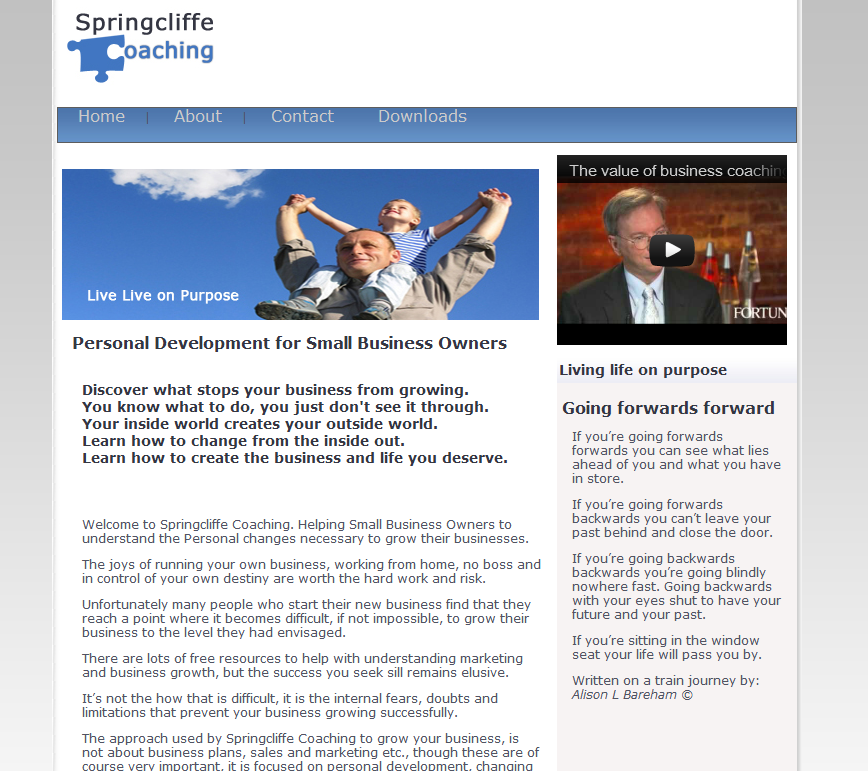 Springcliffe
Coaching
Home
About
Contact
Downloads
Live Live on Purpose
Personal Development for Small Business Owners
Discover what stops your business from growing.
You know what to do, you just don't see it through.
Your inside world creates your outside world.
Learn how to change from the inside out.
Learn how to create the business and life you deserve.
Welcome to Springcliffe Coaching. Helping Small Business Owners to
understand the Personal changes necessary to grow their businesses.
The joys of running your own business, working from home, no boss and
in control of your own destiny are worth the hard work and risk.
Unfortunately many people who start their new business find that they
reach a point where it becomes difficult, if not impossible, to grow their
business to the level they had envisaged.
There are lots of free resources to help with understanding marketing
and business growth, but the success you seek sill remains elusive.
It’s not the how that is difficult, it is the internal fears, doubts and
limitations that prevent your business growing successfully.
The approach used by Springcliffe Coaching to grow your business, is
not about business plans, sales and marketing etc., though these are of
course very important, it is focused on personal development, changing
The value of business coachin
FORTUN
Living life on purpose
Going forwards forward
If you’re going forwards
forwards you can see what lies
ahead of you and what you have
in store.
If you’re going forwards
backwards you can’t leave your
past behind and close the door.
If you’re going backwards
backwards you’re going blindly
nowhere fast. Going backwards
with your eyes shut to have your
future and your past.
If you’re sitting in the window
seat your life will pass you by.
Written on a train journey by:
Alison L Bareham ©